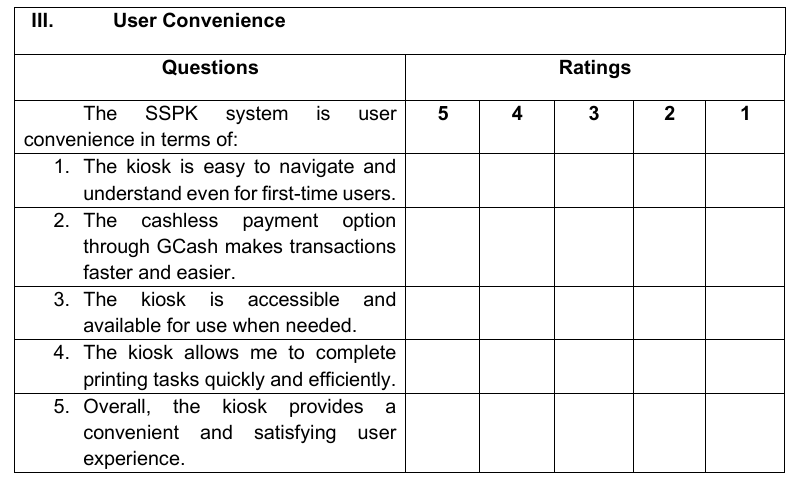 III. User Convenience
Questions Ratings
The SSPK system is user 5 4 3 2 1
convenience in terms of:
1. The kiosk is easy to navigate and
understand even for first-time users.
2. The cashless payment option
through GCash makes transactions
faster and easier.
3. The kiosk is accessible and
available for use when needed.
4. The kiosk allows me to complete
printing tasks quickly and efficiently.
5. Overall, the kiosk provides a
convenient and satisfying user
experience.